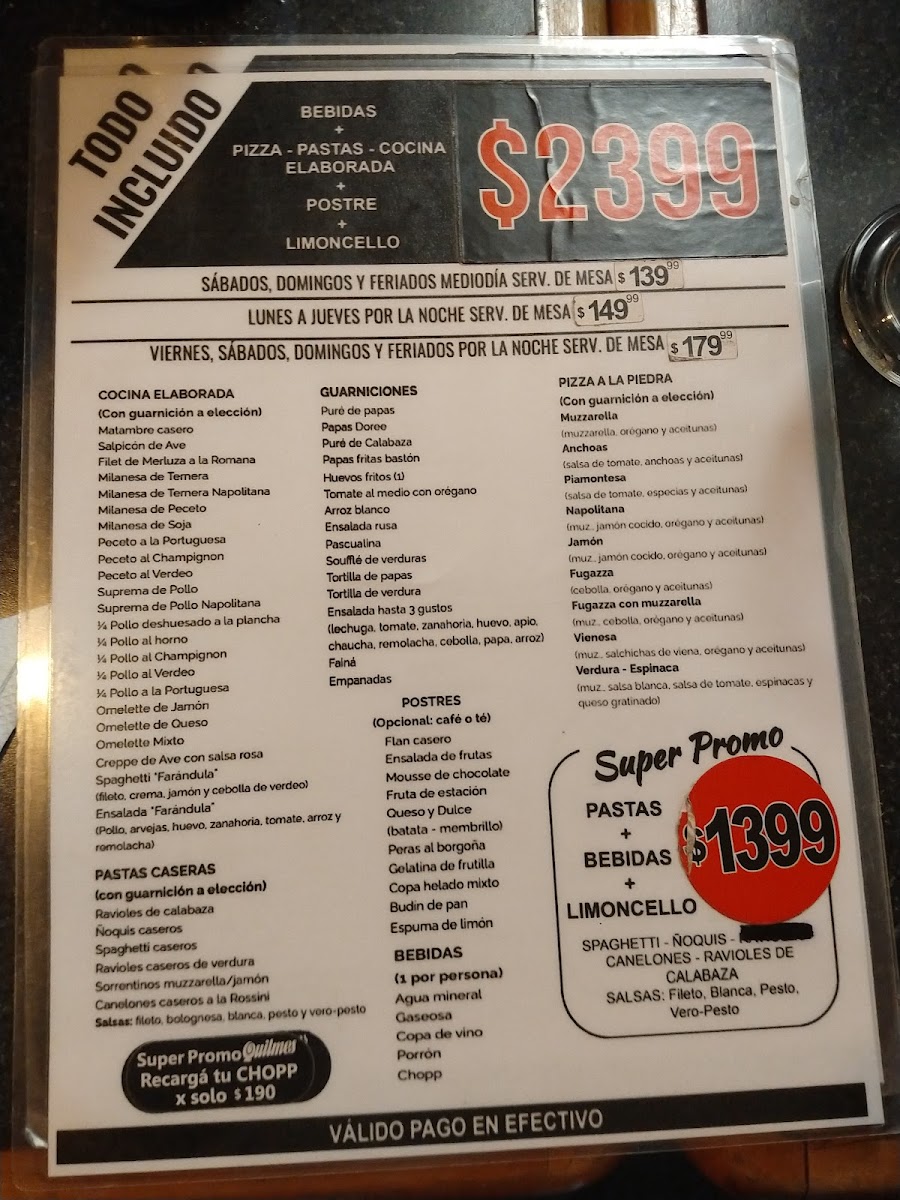 TODO
INCLUIDO
BEBIDAS
+
PIZZA - PASTAS - COCINA
ELABORADA
+
POSTRE
+
LIMONCELLO
$2399
SÁBADOS, DOMINGOS Y FERIADOS MEDIODÍA SERV. DE MESA $ 139,99
LUNES A JUEVES POR LA NOCHE SERV. DE MESA $ 149,99
VIERNES, SÁBADOS, DOMINGOS Y FERIADOS POR LA NOCHE SERV. DE MESA $ 179,99
COCINA ELABORADA
(Con guarnición a elección)
Matambre casero
Salpicón de Ave
Filet de Merluza a la Romana
Milanesa de Ternera
Milanesa de Ternera Napolitana
Milanesa de Peceto
Milanesa de Soja
Peceto a la Portuguesa
Peceto al Champignon
Peceto al Verdeo
Suprema de Pollo
Suprema de Pollo Napolitana
¼ Pollo deshuesado a la plancha
¼ Pollo al horno
¼ Pollo al Champignon
¼ Pollo al Verdeo
¼ Pollo a la Portuguesa
Omelette de Jamón
Omelette de Queso
Omelette Mixto
Creppe de Ave con salsa rosa
Spaghetti "Farándula"
(fileto, crema, jamón y cebolla de verdeo)
Ensalada "Farándula"
(Pollo, arvejas, huevo, zanahoria, tomate, arroz y
remolacha)
PASTAS CASERAS
(con guarnición a elección)
Ravioles de calabaza
Ñoquis caseros
Spaghetti caseros
Ravioles caseros de verdura
Sorrentinos muzzarella/jamón
Canelones caseros a la Rossini
Salsas: fileto, bolognesa, blanca, pesto y vero-pesto
Super Promo Quilmes
Recargá tu CHOPP
x solo $ 190
GUARNICIONES
Puré de papas
Papas Doree
Puré de Calabaza
Papas fritas bastón
Huevos fritos (1)
Tomate al medio con orégano
Arroz blanco
Ensalada rusa
Pascualina
Soufflé de verduras
Tortilla de papas
Tortilla de verdura
Ensalada hasta 3 gustos
(lechuga, tomate, zanahoria, huevo, apio,
chaucha, remolacha, cebolla, papa, arroz)
Fainá
Empanadas
POSTRES
(Opcional: café o té)
Flan casero
Ensalada de frutas
Mousse de chocolate
Fruta de estación
Queso y Dulce
(batata - membrillo)
Peras al borgoña
Gelatina de frutilla
Copa helado mixto
Budin de pan
Espuma de limón
BEBIDAS
(1 por persona)
Agua mineral
Gaseosa
Copa de vino
Porrón
Chopp
PIZZA A LA PIEDRA
(Con guarnición a elección)
Muzzarella
(muzzarella, orégano y aceitunas)
Anchoas
(salsa de tomate, anchoas y aceitunas)
Piamontesa
(salsa de tomate, especias y aceitunas)
Napolitana
(muz., jamón cocido, orégano y aceitunas)
Jamón
(muz., jamón cocido, orégano y aceitunas)
Fugazza
(cebolla, orégano y aceitunas)
Fugazza con muzzarella
(muz., cebolla, orégano y aceitunas)
Vienesa
(muz., salchichas de viena, orégano y aceitunas)
Verdura - Espinaca
(muz., salsa blanca, salsa de tomate, espinacas y
queso gratinado)
Super Promo
PASTAS
+
BEBIDAS
+
LIMONCELLO
$1399
SPAGHETTI - ÑOQUIS -
CANELONES - RAVIOLES DE
CALABAZA
SALSAS: Fileto, Blanca, Pesto,
Vero-Pesto
VÁLIDO PAGO EN EFECTIVO